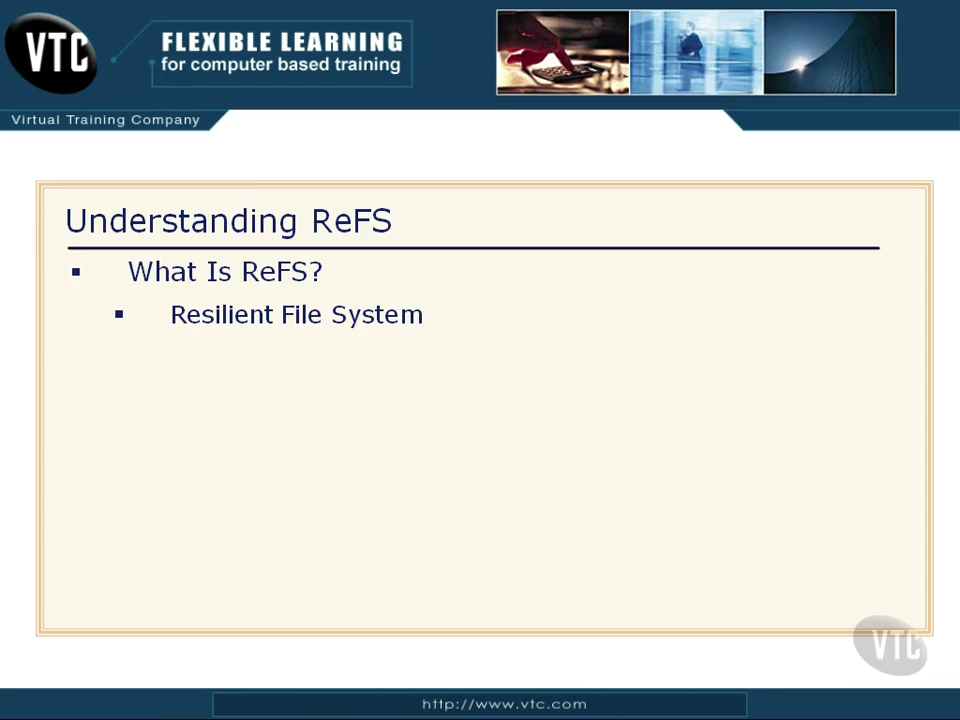 VTC
FLEXIBLE LEARNING
for computer based training
Virtual Training Company
Understanding ReFS
What Is ReFS?
Resilient File System
VTC
http://www.vtc.com